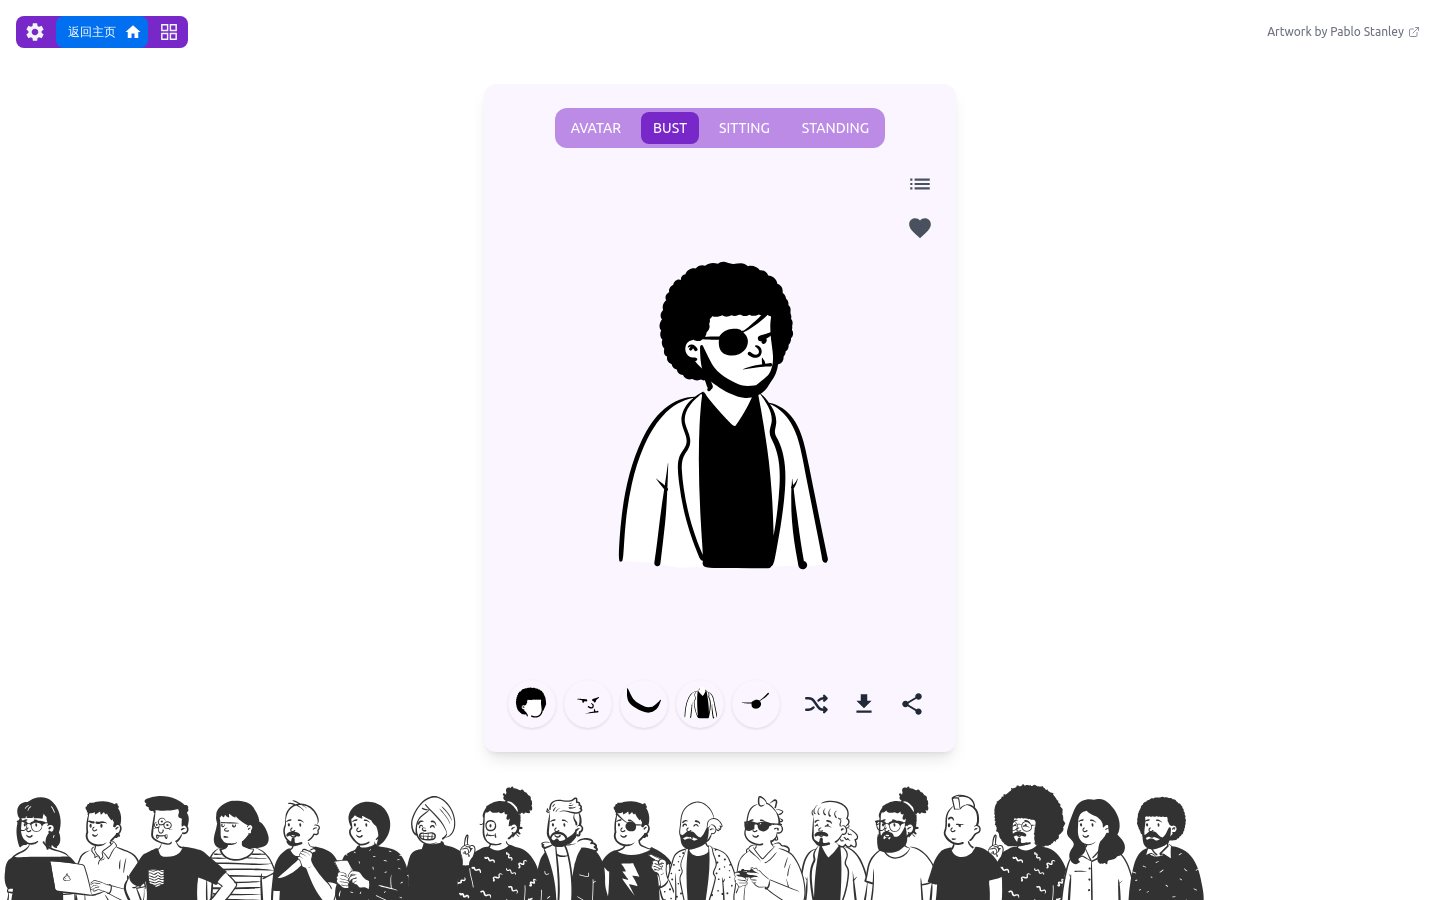 返回主页
Artwork by Pablo Stanley
AVATAR
BUST
SITTING
STANDING